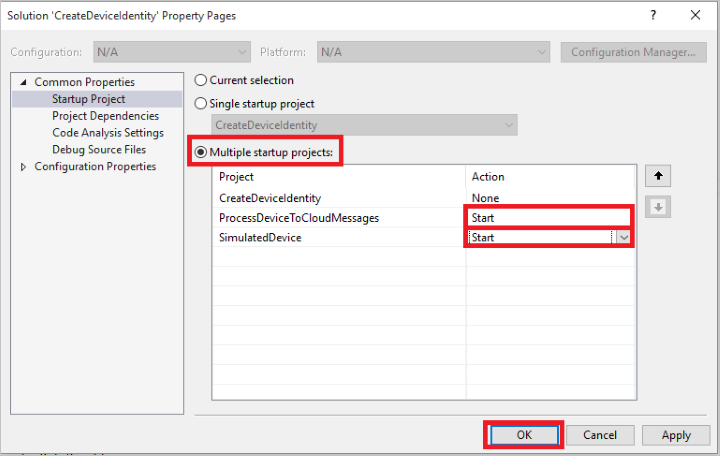 Solution 'CreateDeviceIdentity' Property Pages
?
Configuration: N/A Platform: N/A Configuration Manager...
Common Properties
Startup Project
Project Dependencies
Code Analysis Settings
Debug Source Files
Configuration Properties
Current selection
Single startup project
CreateDeviceIdentity
Multiple startup projects:
Project Action
CreateDeviceIdentity None
ProcessDeviceToCloudMessages Start
SimulatedDevice Start
OK Cancel Apply